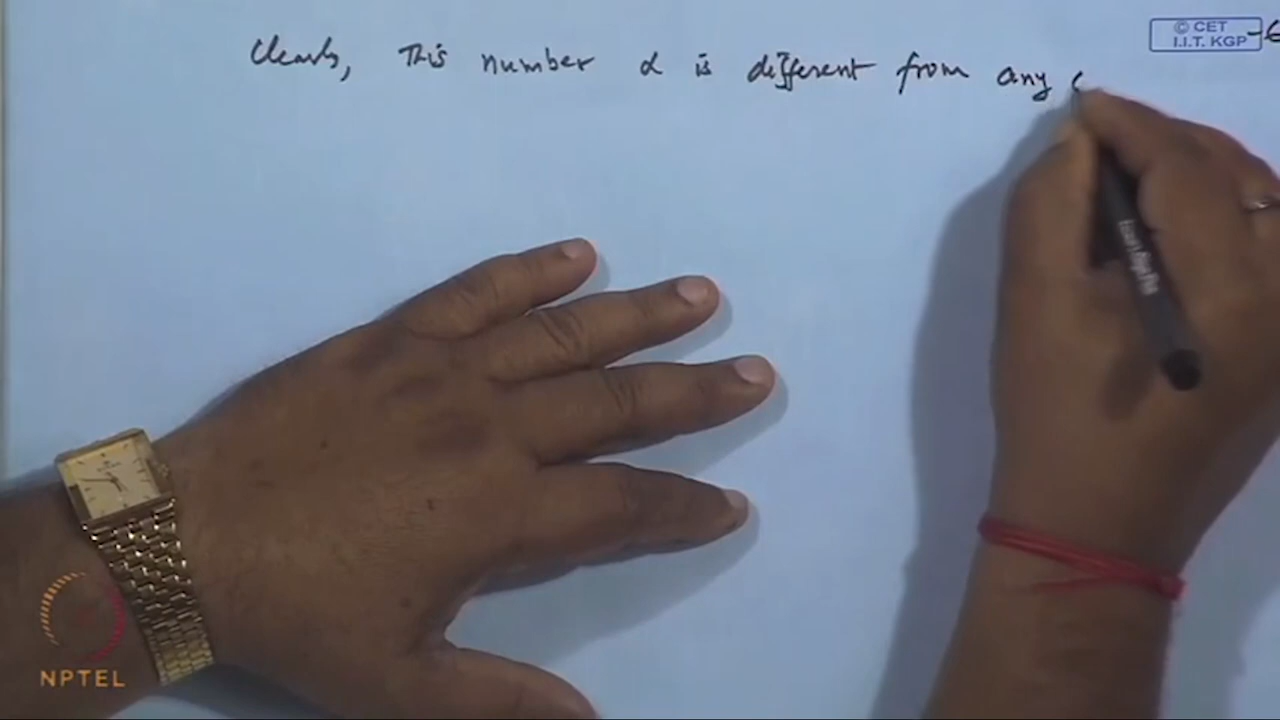 © CET
I.I.T. KGP
Clearly, This number α is different from any
NPTEL